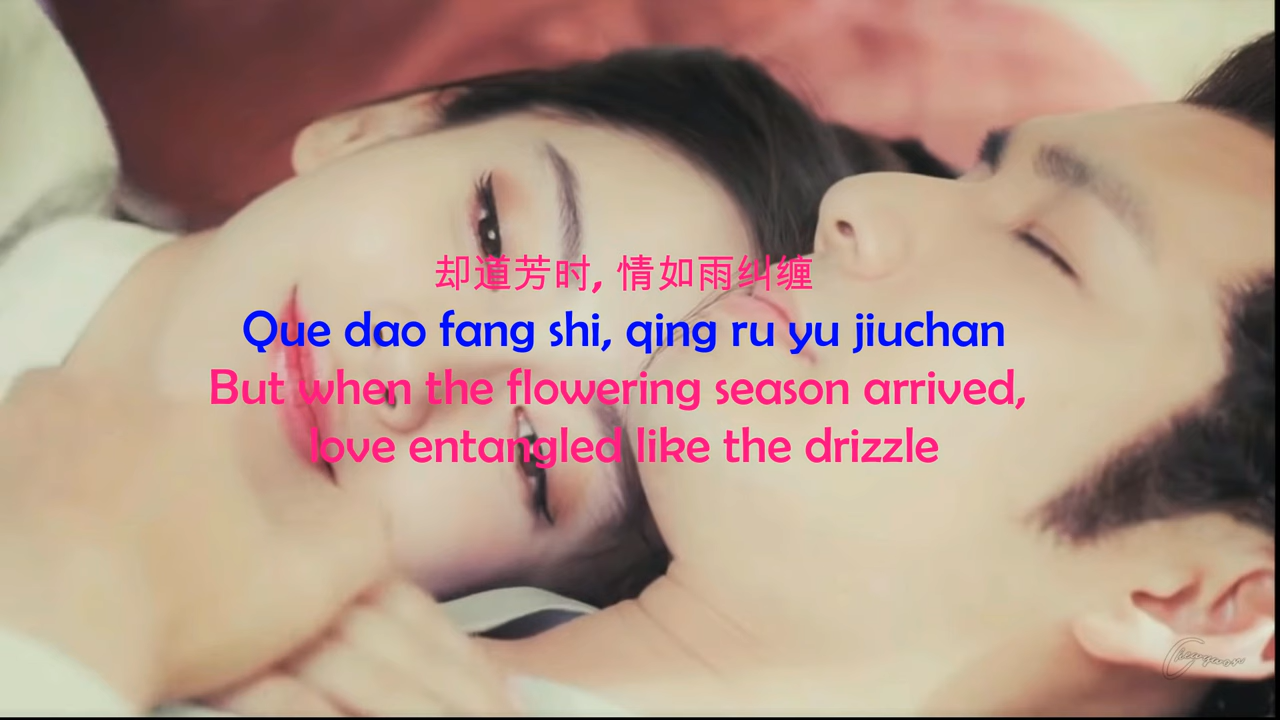 却道芳时, 情如雨纠缠
Que dao fang shi, qing ru yu jiuchan
But when the flowering season arrived,
love entangled like the drizzle